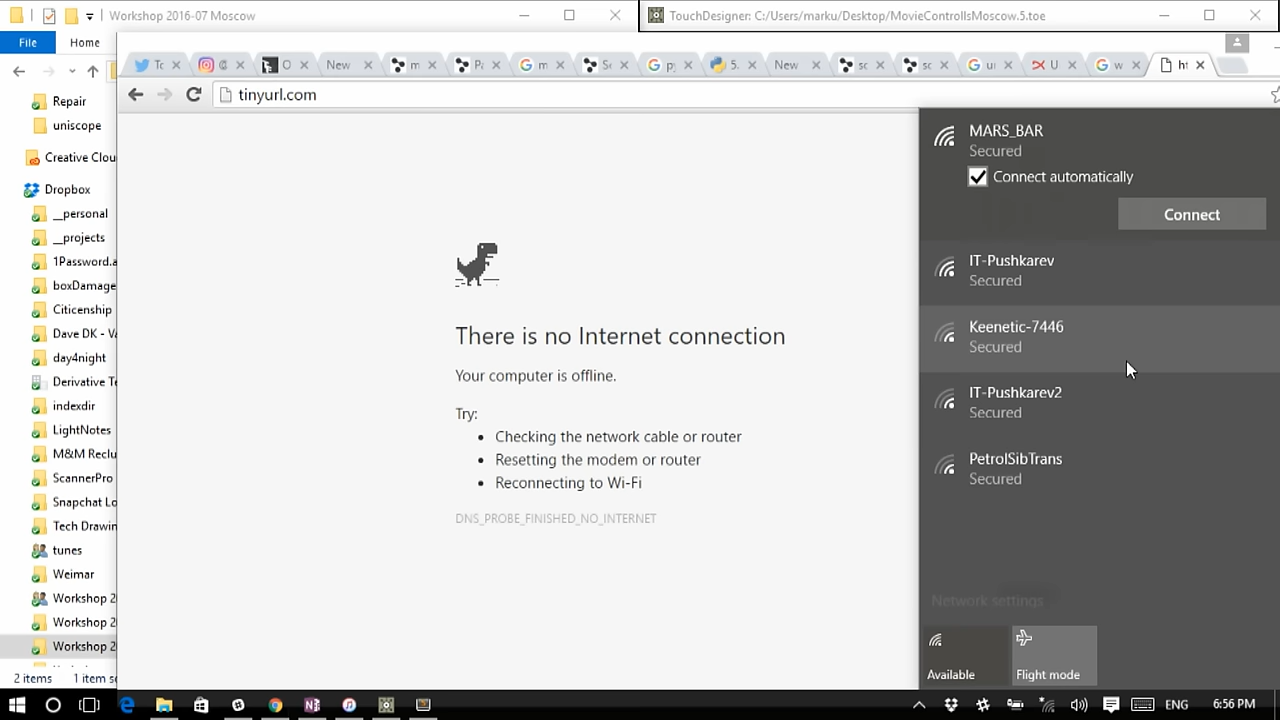 Workshop 2016-07 Moscow
TouchDesigner: C:/Users/marku/Desktop/MovieControllsMoscow.5.toe
File
Home
New
New
tinyurl.com
Repair
uniscope
Creative Clou
Dropbox
__personal
__projects
1Password.a
boxDamage
Citicenship
Dave DK - Va
day4night
Derivative Te
indexdir
LightNotes
M&M Reclu
ScannerPro
Snapchat Lo
Tech Drawin
tunes
Weimar
Workshop 2
Workshop 2
Workshop 2
2 items
1 item se
There is no Internet connection
Your computer is offline.
Try:
• Checking the network cable or router
• Resetting the modem or router
• Reconnecting to Wi-Fi
DNS_PROBE_FINISHED_NO_INTERNET
MARS_BAR
Secured
Connect automatically
Connect
IT-Pushkarev
Secured
Keenetic-7446
Secured
IT-Pushkarev2
Secured
PetrolSibTrans
Secured
Network settings
Available
Flight mode
ENG
6:56 PM